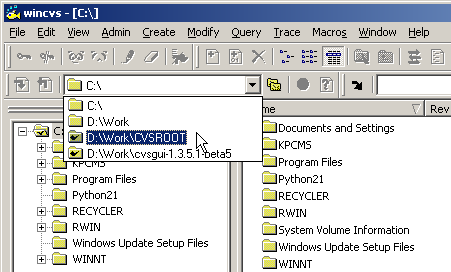 wincvs - [C:\]
File Edit View Admin Create Modify Query Trace Macros Window Help
C:\
C:\
D:\Work
D:\Work\CVSROOT
D:\Work\cvsgui-1.3.5.1-beta5
me Rev
KPCMS
Program Files
Python21
RECYCLER
RWIN
Windows Update Setup Files
WINNT
Documents and Settings
KPCMS
Program Files
Python21
RECYCLER
RWIN
System Volume Information
Windows Update Setup Files
WINNT